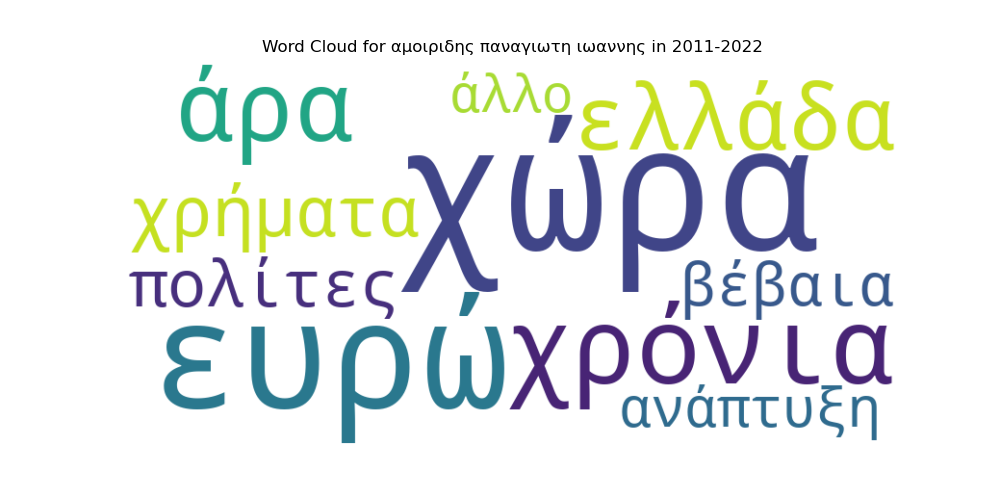 Word Cloud for αμοιριδης παναγιωτη ιωαννης in 2011-2022
άρα
άλλο
ελλάδα
χώρα
χρήματα
πολίτες
βέβαια
ευρώ
χρόνια
ανάπτυξη